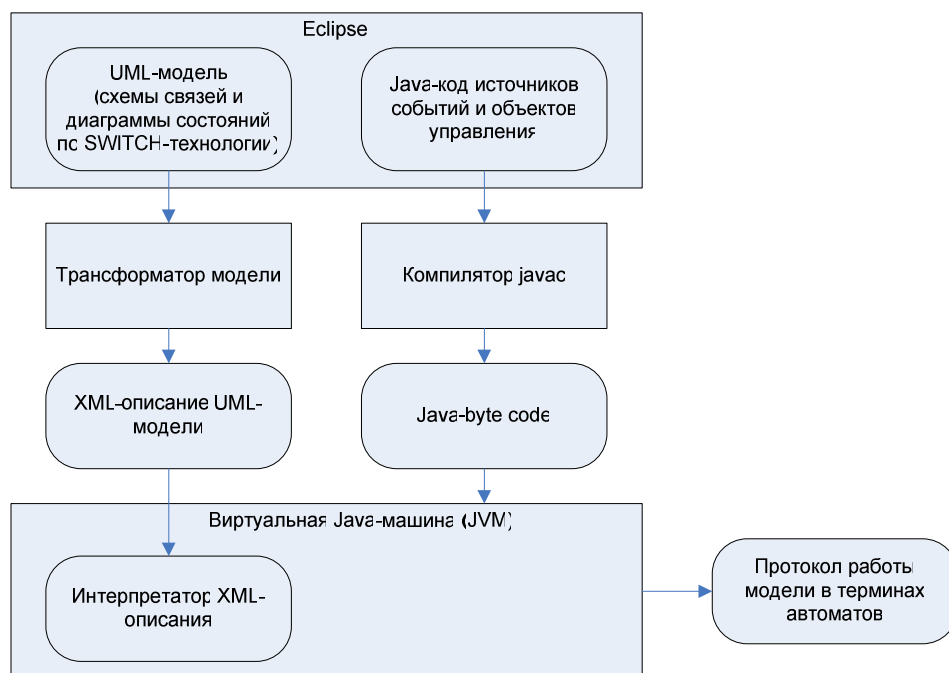 Eclipse
UML-модель
(схемы связей и
диаграммы состояний
по SWITCH-технологии)
Java-код источников
событий и объектов
управления
Трансформатор модели
Компилятор javac
XML-описание UML-
модели
Java-byte code
Виртуальная Java-машина (JVM)
Интерпретатор XML-
описания
Протокол работы
модели в терминах
автоматов